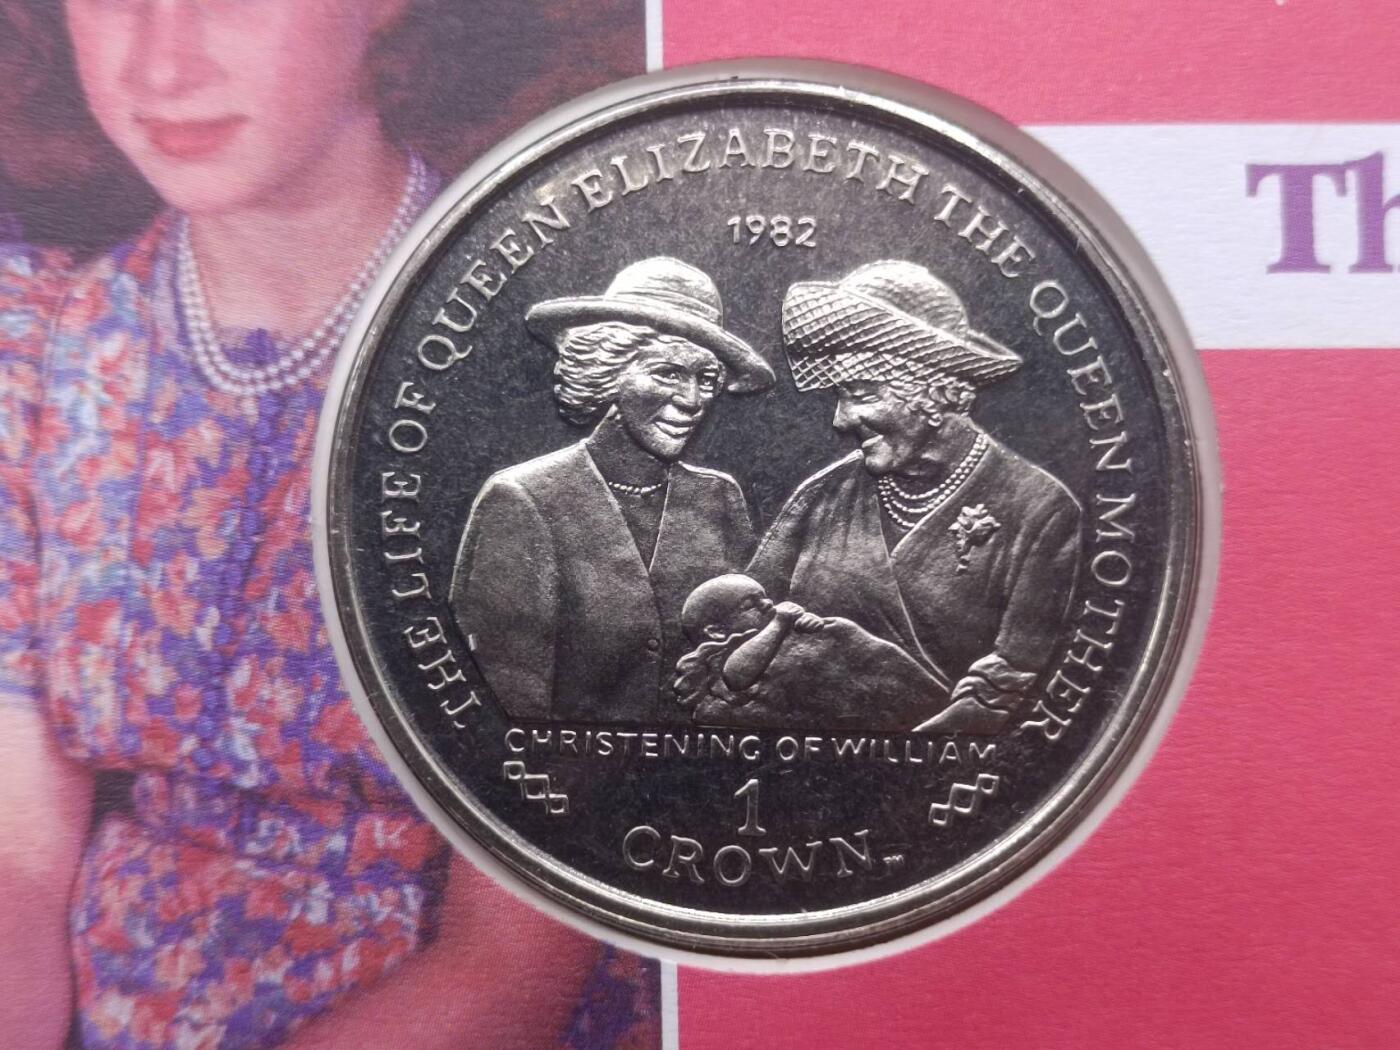 THE LIFE OF QUEEN ELIZABETH THE QUEEN MOTHER
1982
CHRISTENING OF WILLIAM
1
CROWN
Th